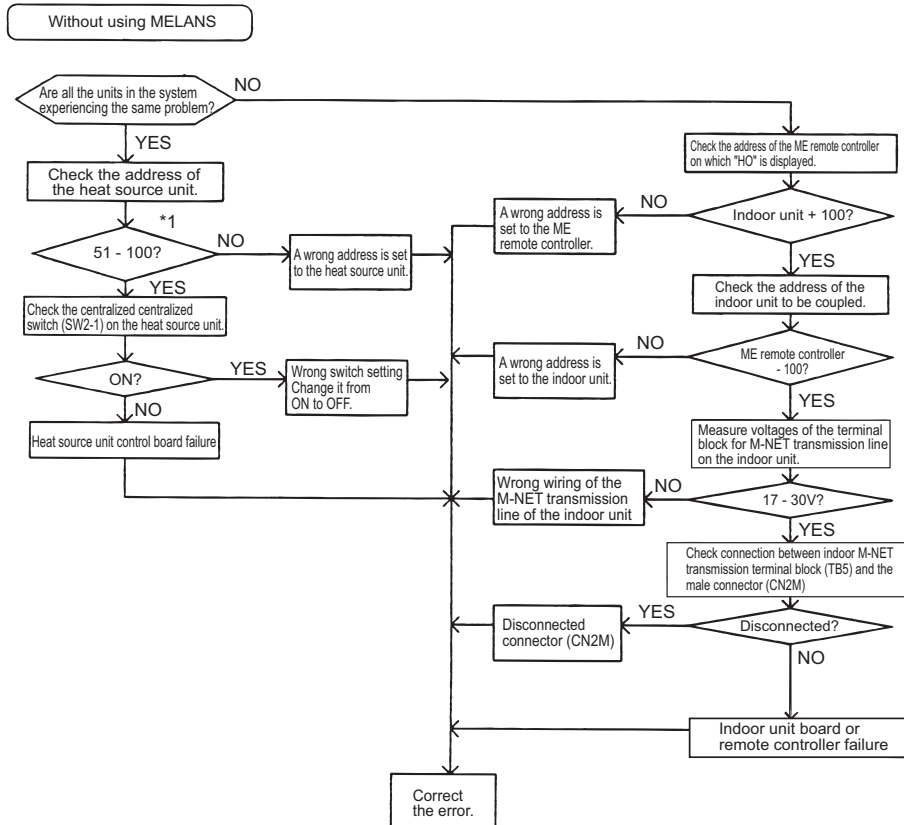 Without using MELANS
Are all the units in the system
experiencing the same problem?
NO
YES
Check the address of
the heat source unit.
*1
51 - 100?
NO
A wrong address is set
to the heat source unit.
YES
Check the centralized centralized
switch (SW2-1) on the heat source unit.
ON?
YES
Wrong switch setting
Change it from
ON to OFF.
NO
Heat source unit control board failure
Check the address of the ME remote controller
on which "HO" is displayed.
Indoor unit + 100?
NO
A wrong address is
set to the ME
remote controller.
YES
Check the address of the
indoor unit to be coupled.
ME remote controller
- 100?
NO
A wrong address is
set to the indoor unit.
YES
Measure voltages of the terminal
block for M-NET transmission line
on the indoor unit.
17 - 30V?
NO
Wrong wiring of the
M-NET transmission
line of the indoor unit
YES
Check connection between indoor M-NET
transmission terminal block (TB5) and the
male connector (CN2M)
Disconnected?
YES
Disconnected
connector (CN2M)
NO
Indoor unit board or
remote controller failure
Correct
the error.